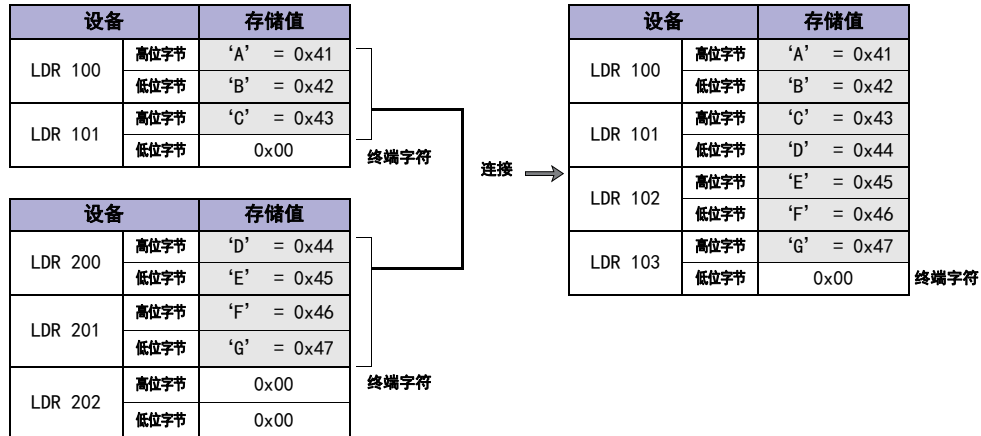 设备 存储值
LDR 100 高位字节 ‘A’ = 0x41
低位字节 ‘B’ = 0x42
LDR 101 高位字节 ‘C’ = 0x43
低位字节 0x00
终端字符
设备 存储值
LDR 200 高位字节 ‘D’ = 0x44
低位字节 ‘E’ = 0x45
LDR 201 高位字节 ‘F’ = 0x46
低位字节 ‘G’ = 0x47
LDR 202 高位字节 0x00
低位字节 0x00
终端字符
连接
设备 存储值
LDR 100 高位字节 ‘A’ = 0x41
低位字节 ‘B’ = 0x42
LDR 101 高位字节 ‘C’ = 0x43
低位字节 ‘D’ = 0x44
LDR 102 高位字节 ‘E’ = 0x45
低位字节 ‘F’ = 0x46
LDR 103 高位字节 ‘G’ = 0x47
低位字节 0x00
终端字符